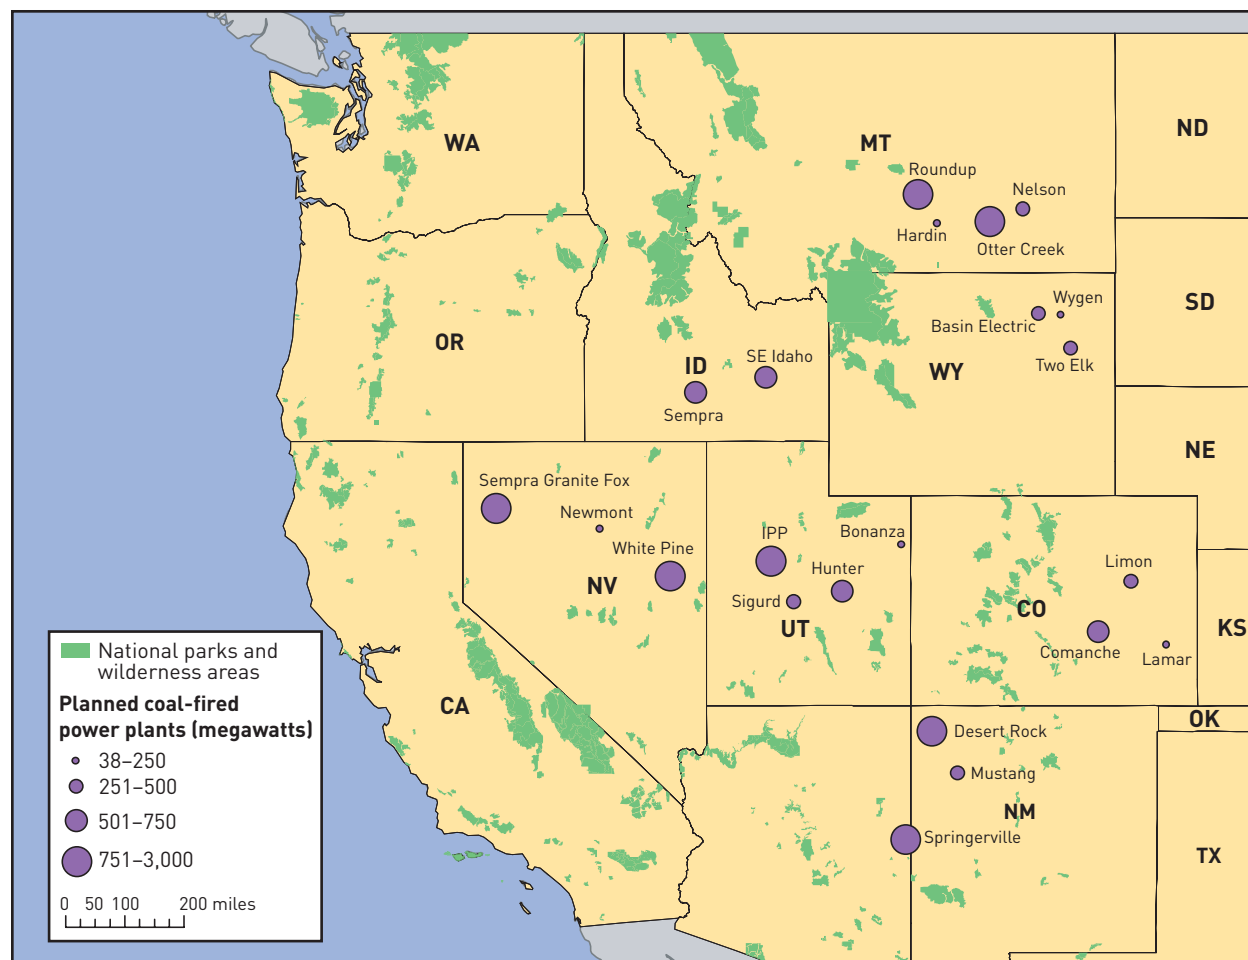 WA
MT
ND
Roundup
Nelson
Hardin
Otter Creek
Wygen
SD
Basin Electric
OR
SE Idaho
ID
Two Elk
WY
Sempra
NE
Sempra Granite Fox
Newmont
IPP
Bonanza
White Pine
Limon
Hunter
NV
Sigurd
CO
UT
KS
Comanche
Lamar
CA
OK
Desert Rock
Mustang
NM
Springerville
TX
National parks and
wilderness areas
Planned coal-fired
power plants (megawatts)
38–250
251–500
501–750
751–3,000
0 50 100 200 miles